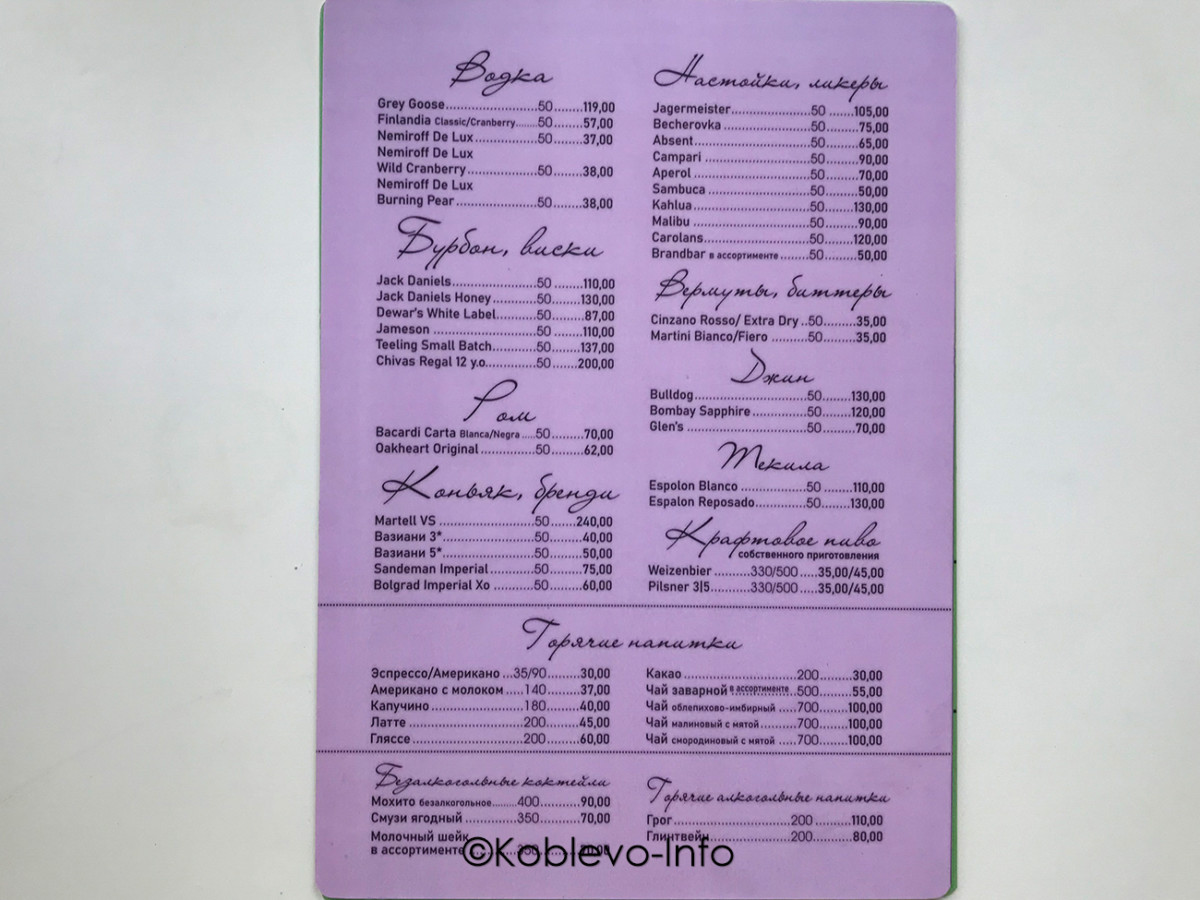 Водка
Grey Goose.......................50.......119,00
Finlandia Classic/Cranberry......50.......57,00
Nemiroff De Lux................50.......37,00
Nemiroff De Lux
Wild Cranberry..................50.......38,00
Nemiroff De Lux
Burning Pear....................50.......38,00
Бурбон, виски
Jack Daniels.....................50.......110,00
Jack Daniels Honey...........50.......130,00
Dewar's White Label..........50........87,00
Jameson ..........................50.......110,00
Teeling Small Batch...........50.......137,00
Chivas Regal 12 y.o............50.......200,00
Ром
Bacardi Carta Blanca/Negra ....50........70,00
Oakheart Original..............50........62,00
Коньяк, бренди
Martell VS ........................50......240,00
Вазиани 3*.......................50........40,00
Вазиани 5*.......................50........50,00
Sandeman Imperial...........50........75,00
Bolgrad Imperial Xo ..........50........60,00
Настойки, ликеры
Jagermeister....................50 ......105,00
Becherovka ......................50........75,00
Absent.............................50........65,00
Campari ..........................50........90,00
Aperol .............................50........70,00
Sambuca .........................50........50,00
Kahlua.............................50.......130,00
Malibu .............................50........90,00
Carolans..........................50.......120,00
Brandbar в ассортименте .......50........50,00
Вермуты, биттеры
Cinzano Rosso/ Extra Dry ..50........35,00
Martini Bianco/Fiero .........50........35,00
Джин
Bulldog............................50.......130,00
Bombay Sapphire.............50.......120,00
Glen's .............................50........70,00
Текила
Espolon Blanco ................50 .......110,00
Espalon Reposado............50.......130,00
Крафтовое пиво
собственного приготовления
Weizenbier .........330/500 .....35,00/45,00
Pilsner 3|5..........330/500 .....35,00/45,00
Горячие напитки
Эспрессо/Американо ...35/90........30,00
Американо с молоком.....140.........37,00
Капучино .......................180.........40,00
Латте ............................200.........45,00
Гляссе...........................200.........60,00
Какао ...........................200........30,00
Чай заварной в ассортименте..500........55,00
Чай облепихово-имбирный ....700.......100,00
Чай малиновый с мятой.........700.......100,00
Чай смородиновый с мятой ....700.......100,00
Безалкогольные коктейли
Мохито безалкогольное.......400..........90,00
Смузи ягодный .............350..........70,00
Молочный шейк
в ассортименте
Горячие алкогольные напитки
Грог..............................200 ........110,00
Глинтвейн....................200.........80,00
©Koblevo-Info